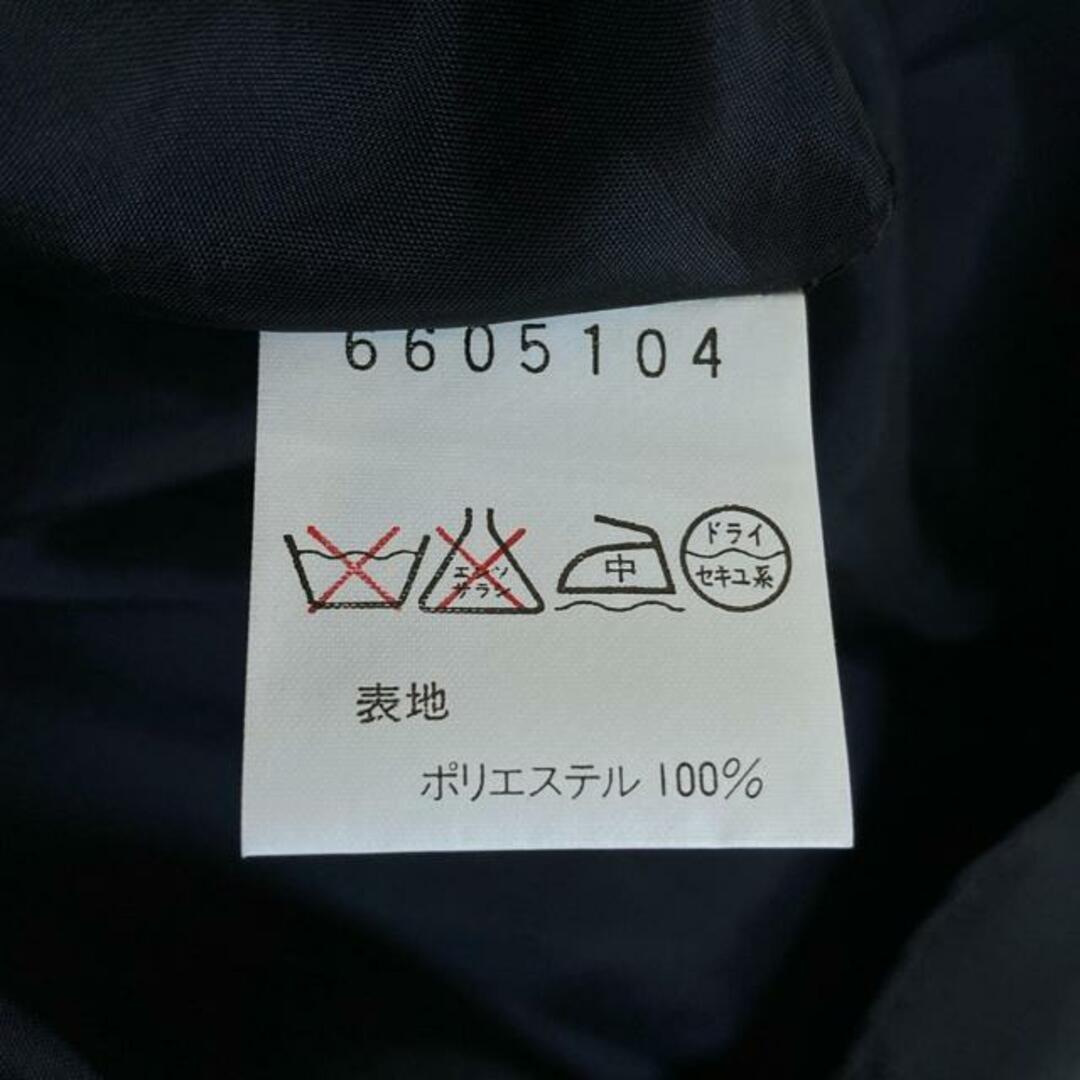 6605104
エンソ
サラシ
中
ドライ
セキユ系
表地
ポリエステル 100%